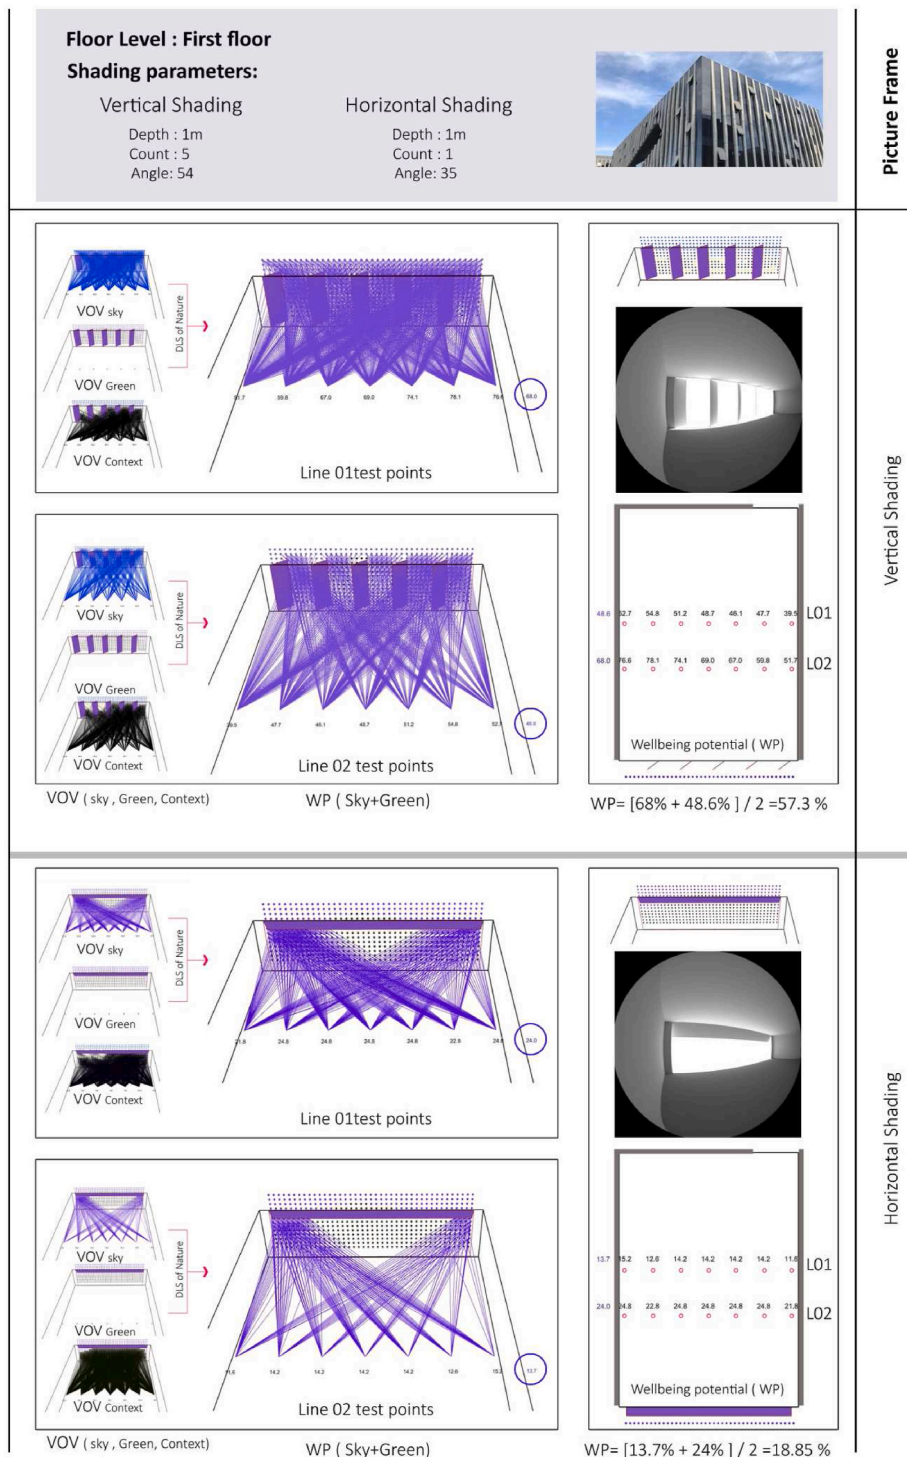 Floor Level : First floor
Shading parameters:
Vertical Shading
Depth : 1m
Count : 5
Angle: 54
Horizontal Shading
Depth : 1m
Count : 1
Angle: 35
Picture Frame
VOV sky
VOV Green
VOV Context
DLS of Nature
59.8 67.0 69.0 74.1 78.1 68.0
Line 01test points
Vertical Shading
VOV sky
VOV Green
VOV Context
DLS of Nature
47.7 46.1 48.7 51.2 54.8 48.6
Line 02 test points
48.6 52.7 54.8 51.2 48.7 46.1 47.7 39.5 L01
68.0 76.6 78.1 74.1 69.0 67.0 59.8 51.7 L02
Wellbeing potential ( WP)
VOV ( sky , Green, Context)
WP ( Sky+Green)
WP= [68% + 48.6% ] / 2 =57.3 %
VOV sky
VOV Green
VOV Context
DLS of Nature
21.8 24.8 24.8 24.8 24.8 22.8 24.8 24.0
Line 01test points
Horizontal Shading
VOV sky
VOV Green
VOV Context
DLS of Nature
11.6 14.2 14.2 14.2 14.2 12.6 15.2 13.7
Line 02 test points
13.7 15.2 12.6 14.2 14.2 14.2 14.2 11.6 L01
24.0 24.8 22.8 24.8 24.8 24.8 24.8 21.8 L02
Wellbeing potential ( WP)
VOV ( sky , Green, Context)
WP ( Sky+Green)
WP= [13.7% + 24% ] / 2 =18.85 %